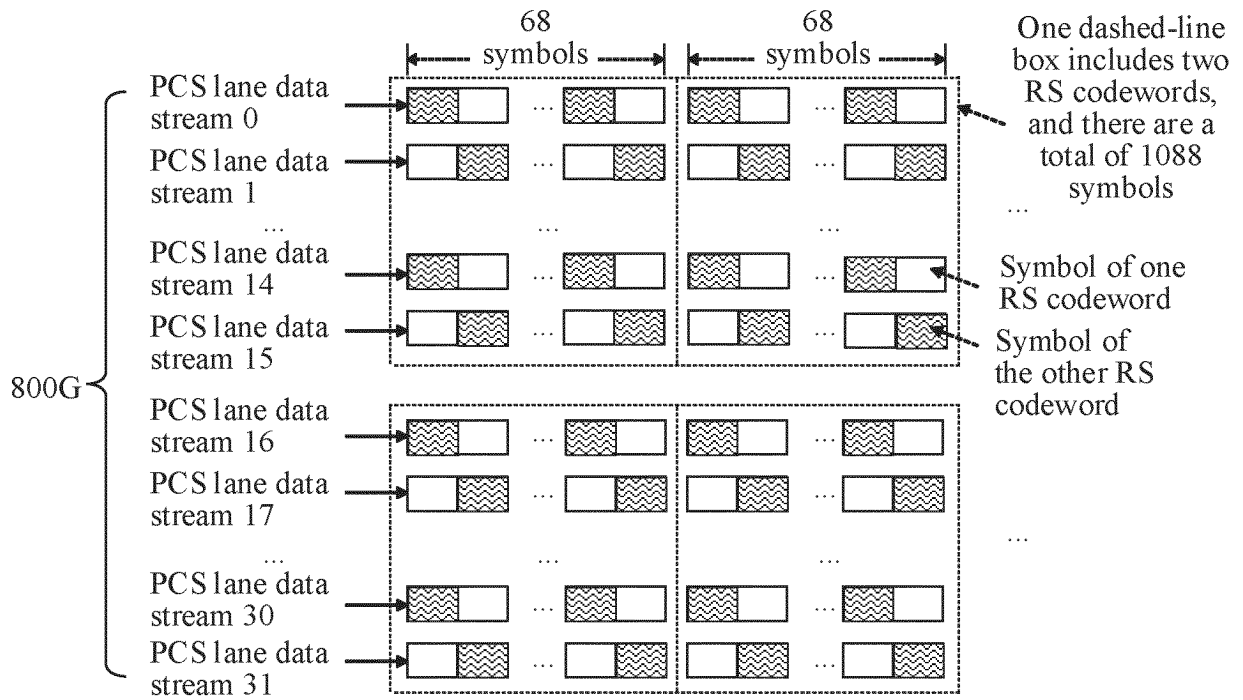 68
symbols
68
symbols
One dashed-line
box includes two
RS codewords,
and there are a
total of 1088
symbols
PCS lane data
stream 0
...
...
PCS lane data
stream 1
...
...
...
...
...
...
PCS lane data
stream 14
...
...
Symbol of one
RS codeword
PCS lane data
stream 15
...
...
Symbol of
the other RS
codeword
800G
PCS lane data
stream 16
...
...
PCS lane data
stream 17
...
...
...
...
...
...
PCS lane data
stream 30
...
...
PCS lane data
stream 31
...
...